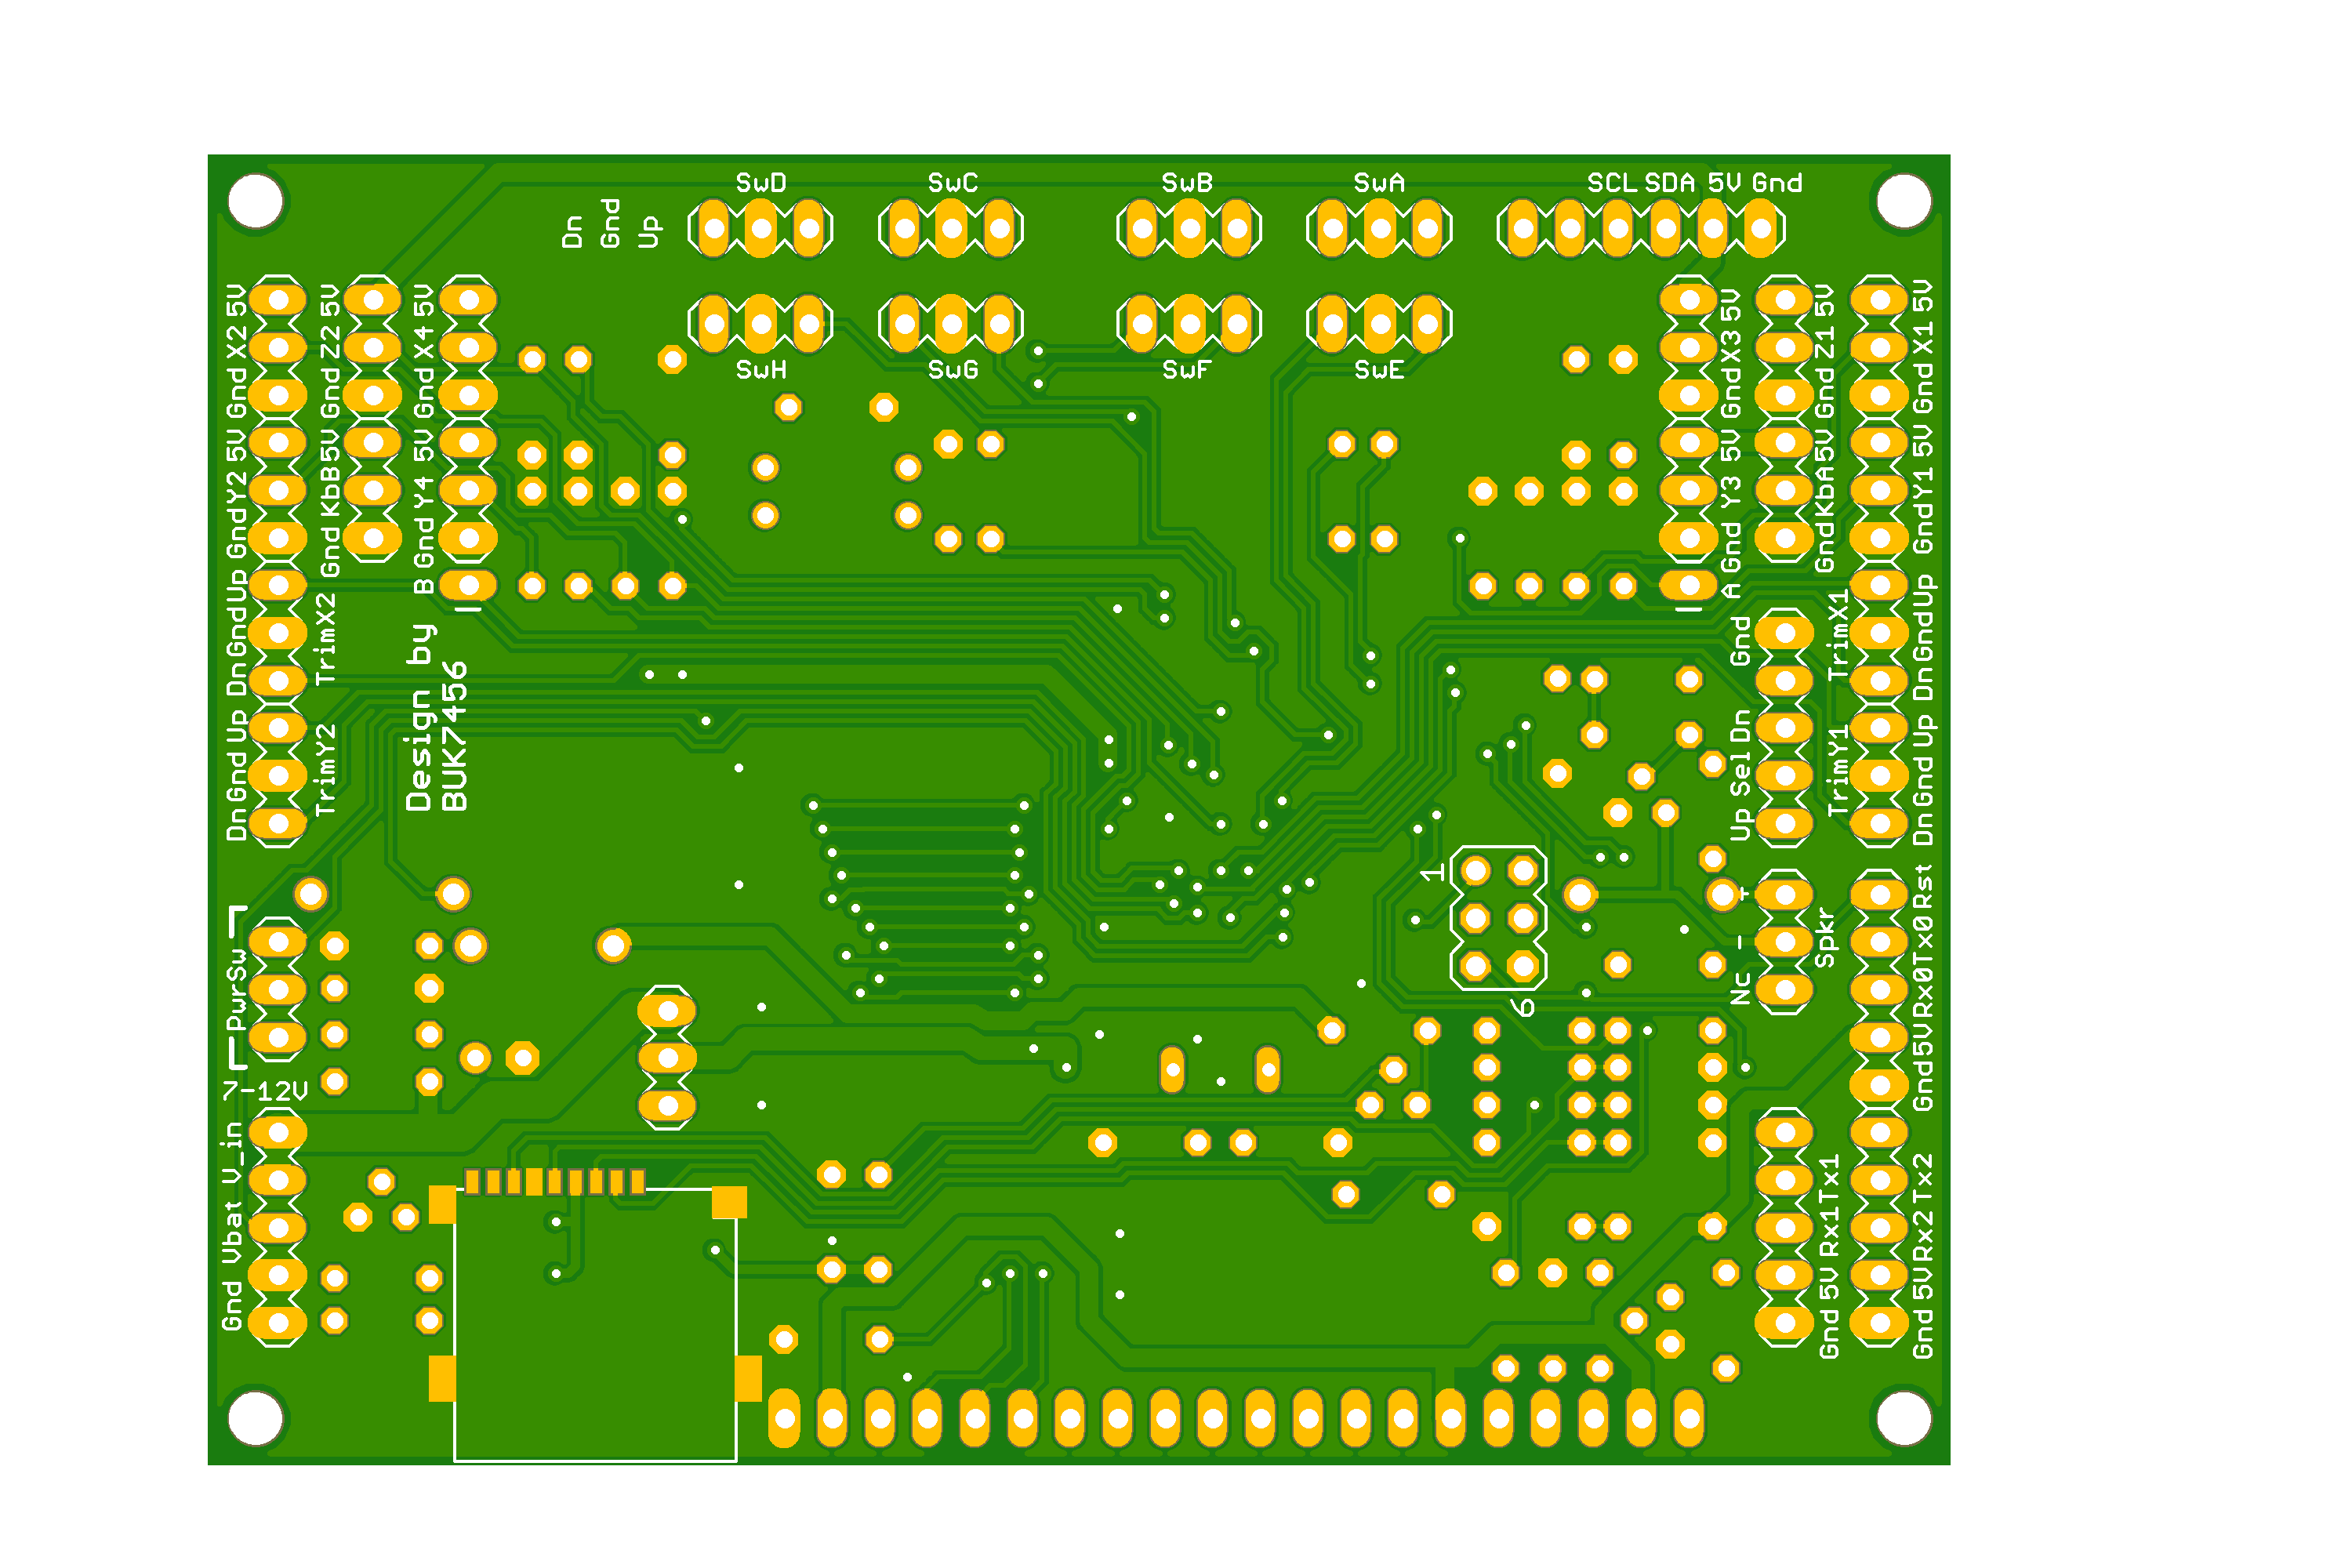 SwD
SwC
SwB
SwA
SCL SDA 5V Gnd
Dn
Gnd
Up
SwH
SwG
SwF
SwE
Gnd X2 5V
Gnd Z2 5V
Gnd X4 5V
Gnd Y2 5V
Gnd KbB 5V
Gnd Y4 5V
B
Dn Gnd Up
TrimX2
Dn Gnd Up
TrimY2
Design by
BUK7456
PwrSw
7-12V
Gnd Vbat V_in
Gnd X3 5V
Gnd Z1 5V
Gnd X1 5V
Gnd Y3 5V
Gnd KbA 5V
Gnd Y1 5V
A
Gnd
Up Sel Dn
TrimX1
Dn Gnd Up
TrimY1
Dn Gnd Up
1
6
NC - +
Spkr
Gnd 5V Rx0 Tx0 Rst
Gnd 5V Rx1 Tx1
Gnd 5V Rx2 Tx2